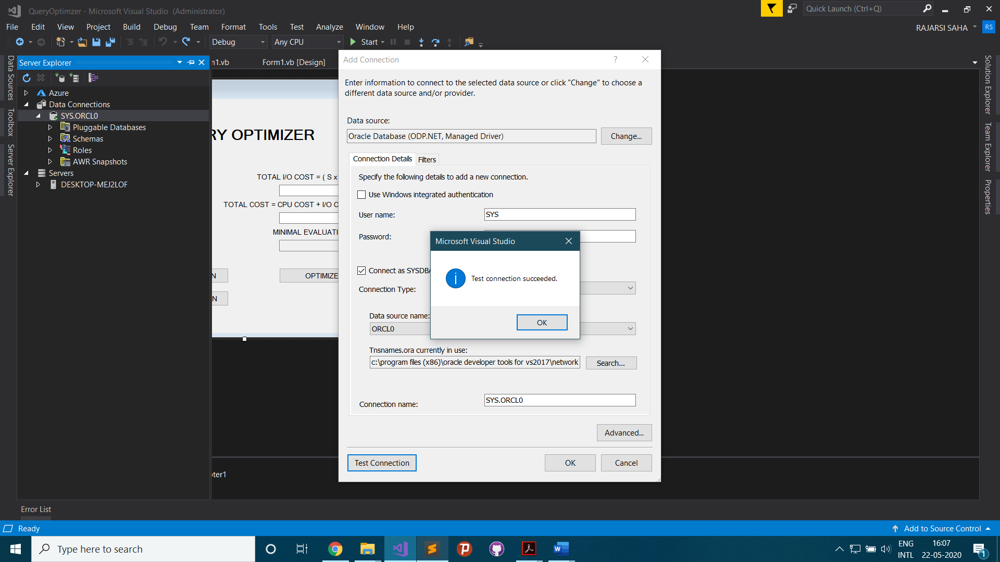 QueryOptimzer - Microsoft Visual Studio (Administrator)
Quick Launch (Ctrl+Q)
File Edit View Project Build Debug Team Format Tools Test Analyze Window Help
RAJARSI SAHA RS
Debug Any CPU Start
Data Sources
Toolbox
Server Explorer
Server Explorer
Azure
Data Connections
SYS.ORCL0
Pluggable Databases
Schemas
Roles
AWR Snapshots
Servers
DESKTOP-MEJ2LOF
n1.vb Form1.vb [Design]
RY OPTIMIZER
TOTAL I/O COST = ( S x
TOTAL COST = CPU COST + I/O C
MINIMAL EVALUATI
N OPTIMIZE
N
oter1
Add Connection ?
Enter information to connect to the selected data source or click "Change" to choose a
different data source and/or provider.
Data source:
Oracle Database (ODP.NET, Managed Driver) Change...
Connection Details Filters
Specify the following details to add a new connection.
Use Windows integrated authentication
User name: SYS
Password:
Connect as SYSDBA
Connection Type:
Data source name:
ORCL0
Tnsnames.ora currently in use:
c:\program files (x86)\oracle developer tools for vs2017\network Search...
Connection name: SYS.ORCL0
Advanced...
Test Connection OK Cancel
Microsoft Visual Studio
Test connection succeeded.
OK
Solution Explorer
Team Explorer
Properties
Error List
Ready Add to Source Control
Type here to search
ENG
INTL
16:07
22-05-2020
1